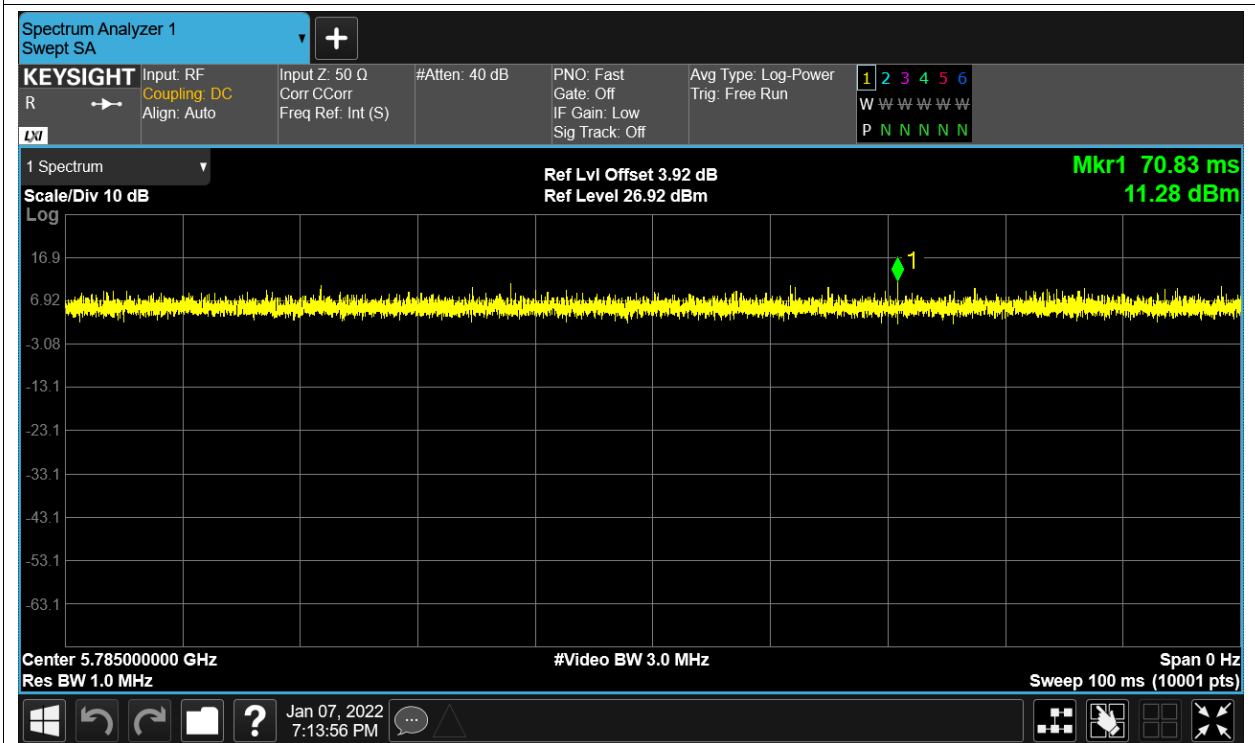 Spectrum Analyzer 1
Swept SA
KEYSIGHT
R
LXI
Input: RF
Coupling: DC
Align: Auto
Input Z: 50 Ω
Corr CCorr
Freq Ref: Int (S)
#Atten: 40 dB
PNO: Fast
Gate: Off
IF Gain: Low
Sig Track: Off
Avg Type: Log-Power
Trig: Free Run
1 2 3 4 5 6
W W W W W W
P N N N N N
1 Spectrum
Scale/Div 10 dB
Ref Lvl Offset 3.92 dB
Ref Level 26.92 dBm
Mkr1 70.83 ms
11.28 dBm
Log
16.9
6.92
-3.08
-13.1
-23.1
-33.1
-43.1
-53.1
-63.1
1
Center 5.785000000 GHz
Res BW 1.0 MHz
#Video BW 3.0 MHz
Span 0 Hz
Sweep 100 ms (10001 pts)
?
Jan 07, 2022
7:13:56 PM